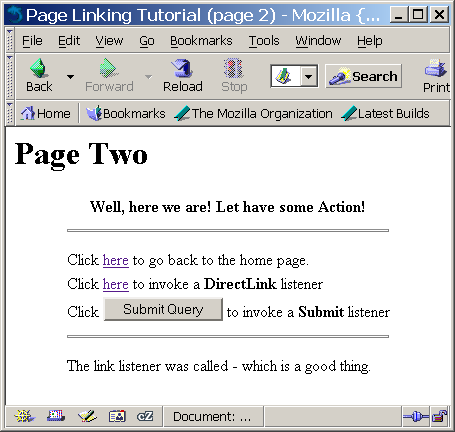 Page Linking Tutorial (page 2) - Mozilla {...
File Edit View Go Bookmarks Tools Window Help
Back Forward Reload Stop Search Print
Home Bookmarks The Mozilla Organization Latest Builds
Page Two
Well, here we are! Let have some Action!
Click here to go back to the home page.
Click here to invoke a DirectLink listener
Click Submit Query to invoke a Submit listener
The link listener was called - which is a good thing.
Document: ...